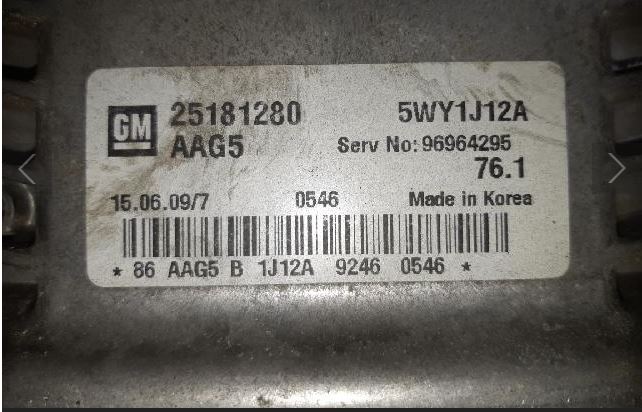 GM 25181280 5WY1J12A
AAG5 Serv No: 96964295
76.1
15.06.09/7 0546 Made in Korea
* 86 AAG5 B 1J12A 9246 0546 *